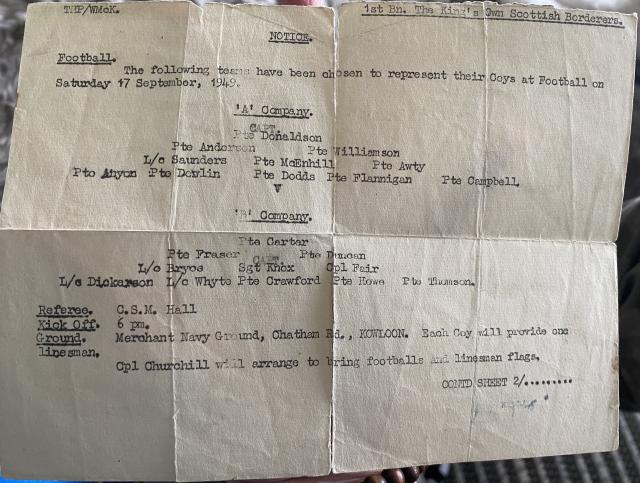 THP/WMcK.
1st Bn. The King's Own Scottish Borderers.
NOTICE.
Football.
The following teams have been chosen to represent their Coys at Football on
Saturday 17 September, 1949.
'A' Company.
CAPT.
Pte Donaldson
Pte Anderson Pte Williamson
L/c Saunders Pte McEnhill Pte Awty
Pte Anyon Pte Devlin Pte Dodds Pte Flannigan Pte Campbell.
V
'B' Company.
Pte Carter
Pte Fraser CAPT. Pte Duncan
L/c Bryce Sgt Knox Cpl Fair
L/c Dickerson L/c Whyte Pte Crawford Pte Howe Pte Thomson.
Referee. C.S.M. Hall
Kick Off. 6 pm.
Ground. Merchant Navy Ground, Chatham Rd., KOWLOON. Each Coy will provide one
linesman.
Cpl Churchill will arrange to bring footballs and linesman flags.
CONTD SHEET 2/.........